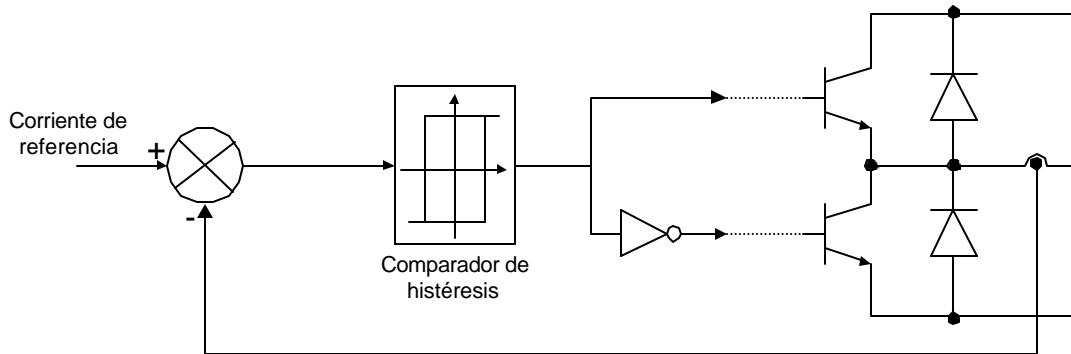 Corriente de
referencia
+
-
Comparador de
histéresis